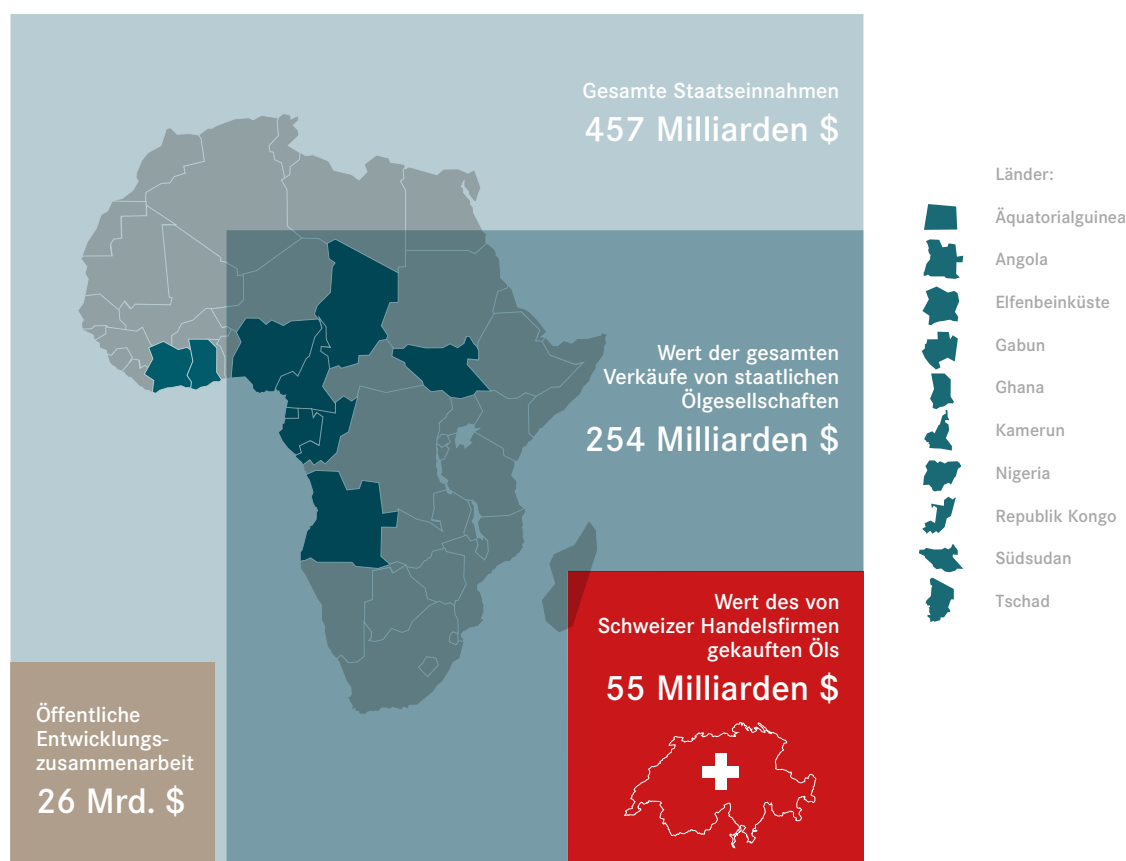 Gesamte Staatseinnahmen
457 Milliarden $
Wert der gesamten
Verkäufe von staatlichen
Ölgesellschaften
254 Milliarden $
Wert des von
Schweizer Handelsfirmen
gekauften Öls
55 Milliarden $
Öffentliche
Entwicklungs-
zusammenarbeit
26 Mrd. $
Länder:
Äquatorialguinea
Angola
Elfenbeinküste
Gabun
Ghana
Kamerun
Nigeria
Republik Kongo
Südsudan
Tschad